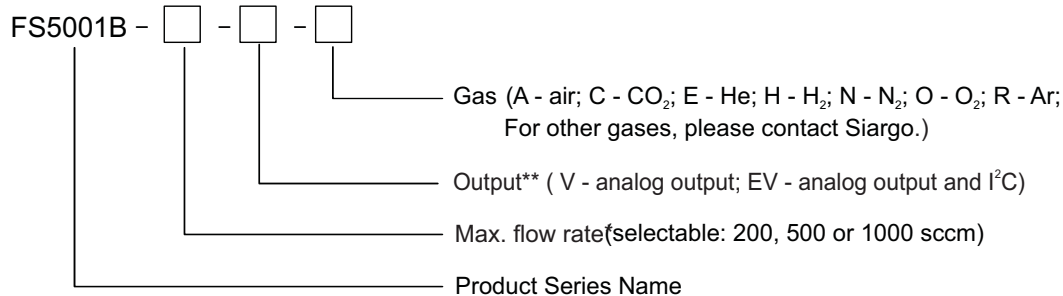 FS5001B - □ - □ - □
Gas (A - air; C - CO₂; E - He; H - H₂; N - N₂; O - O₂; R - Ar;
For other gases, please contact Siargo.)
Output** ( V - analog output; EV - analog output and I²C)
Max. flow rate*(selectable: 200, 500 or 1000 sccm)
Product Series Name